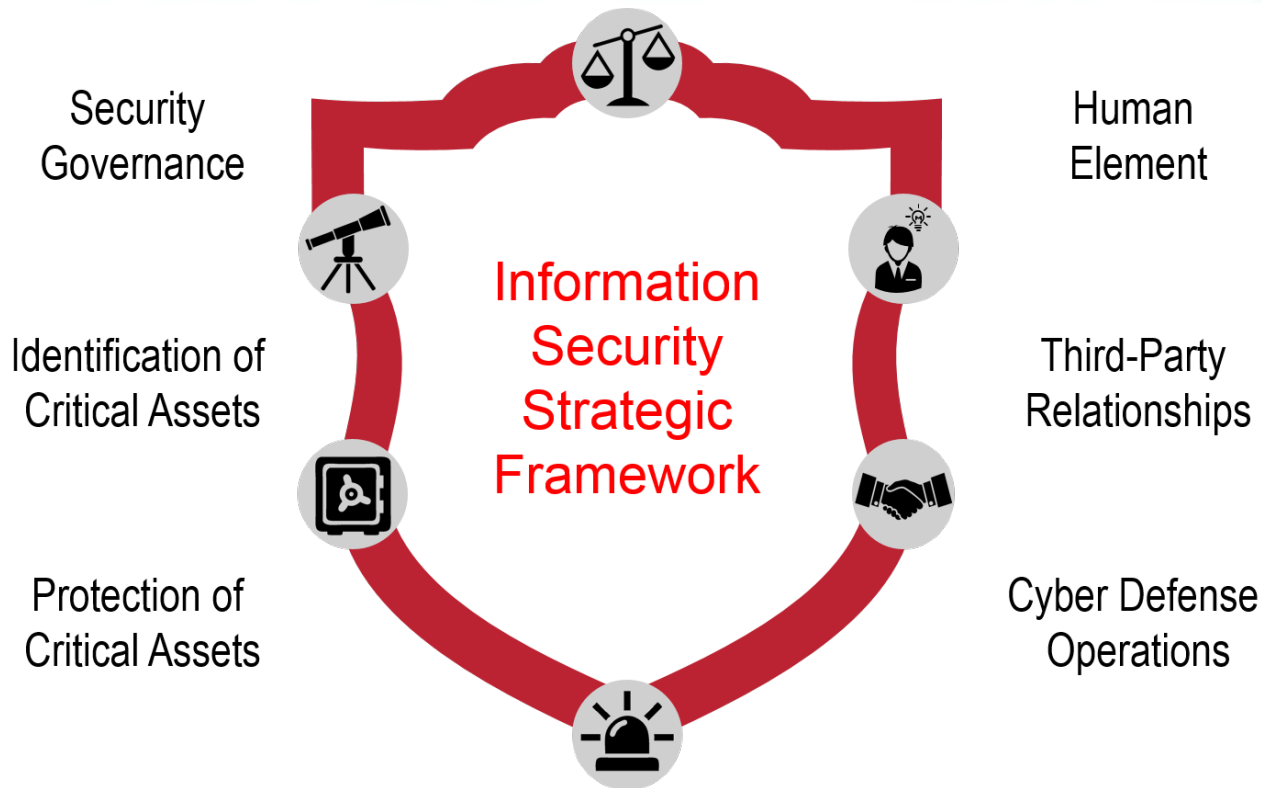 Security
Governance
Identification of
Critical Assets
Protection of
Critical Assets
Information
Security
Strategic
Framework
Human
Element
Third-Party
Relationships
Cyber Defense
Operations